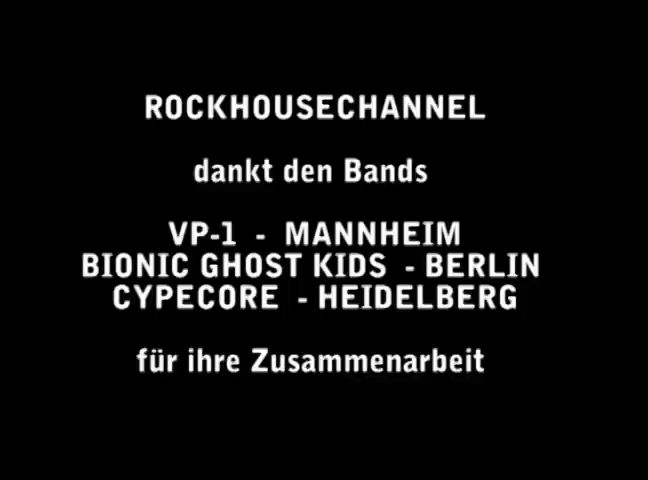 ROCKHOUSECHANNEL
dankt den Bands
VP-1 - MANNHEIM
BIONIC GHOST KIDS - BERLIN
CYPECORE - HEIDELBERG
für ihre Zusammenarbeit